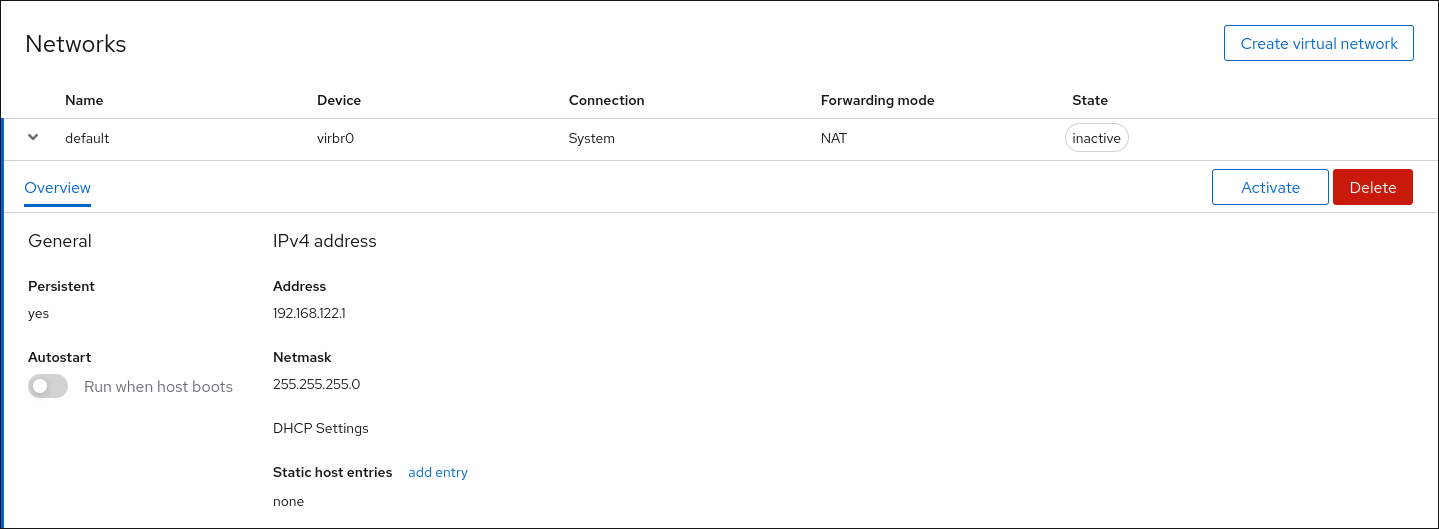 Networks
Create virtual network
Name Device Connection Forwarding mode State
default virbr0 System NAT inactive
Overview Activate Delete
General IPv4 address
Persistent Address
yes 192.168.122.1
Autostart Netmask
Run when host boots 255.255.255.0
DHCP Settings
Static host entries add entry
none